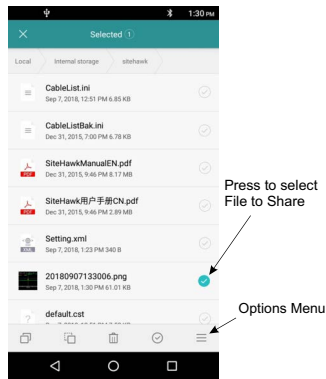 1:30 PM
Selected 1
Local Internal storage sitehawk
CableList.ini
Sep 7, 2018, 12:51 PM 6.85 KB
CableListBak.ini
Dec 31, 2015, 7:00 PM 6.78 KB
SiteHawkManualEN.pdf
PDF
Dec 31, 2015, 9:46 PM 8.17 MB
SiteHawk用户手册CN.pdf
PDF
Dec 31, 2015, 9:46 PM 2.89 MB
Press to select
File to Share
Setting.xml
XML
Sep 7, 2018, 1:23 PM 340 B
20180907133006.png
Sep 7, 2018, 1:30 PM 61.01 KB
Options Menu
default.cst
?